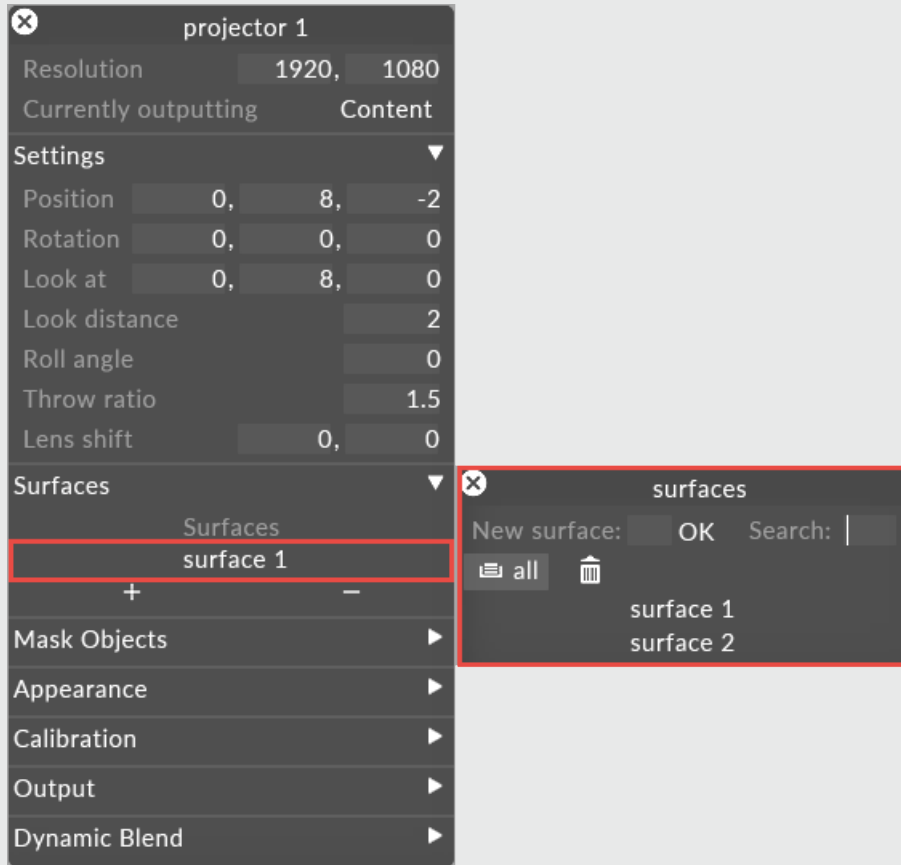 projector 1
Resolution 1920, 1080
Currently outputting Content
Settings
Position 0, 8, -2
Rotation 0, 0, 0
Look at 0, 8, 0
Look distance 2
Roll angle 0
Throw ratio 1.5
Lens shift 0, 0
Surfaces
Surfaces
surface 1
+ −
Mask Objects
Appearance
Calibration
Output
Dynamic Blend
surfaces
New surface: OK Search:
all
surface 1
surface 2